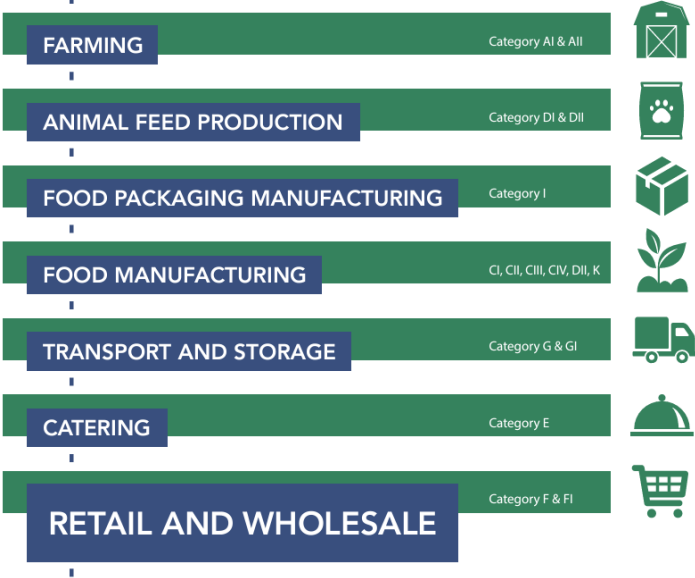 FARMING
Category AI & AII
ANIMAL FEED PRODUCTION
Category DI & DII
FOOD PACKAGING MANUFACTURING
Category I
FOOD MANUFACTURING
CI, CII, CIII, CIV, DII, K
TRANSPORT AND STORAGE
Category G & GI
CATERING
Category E
RETAIL AND WHOLESALE
Category F & FI